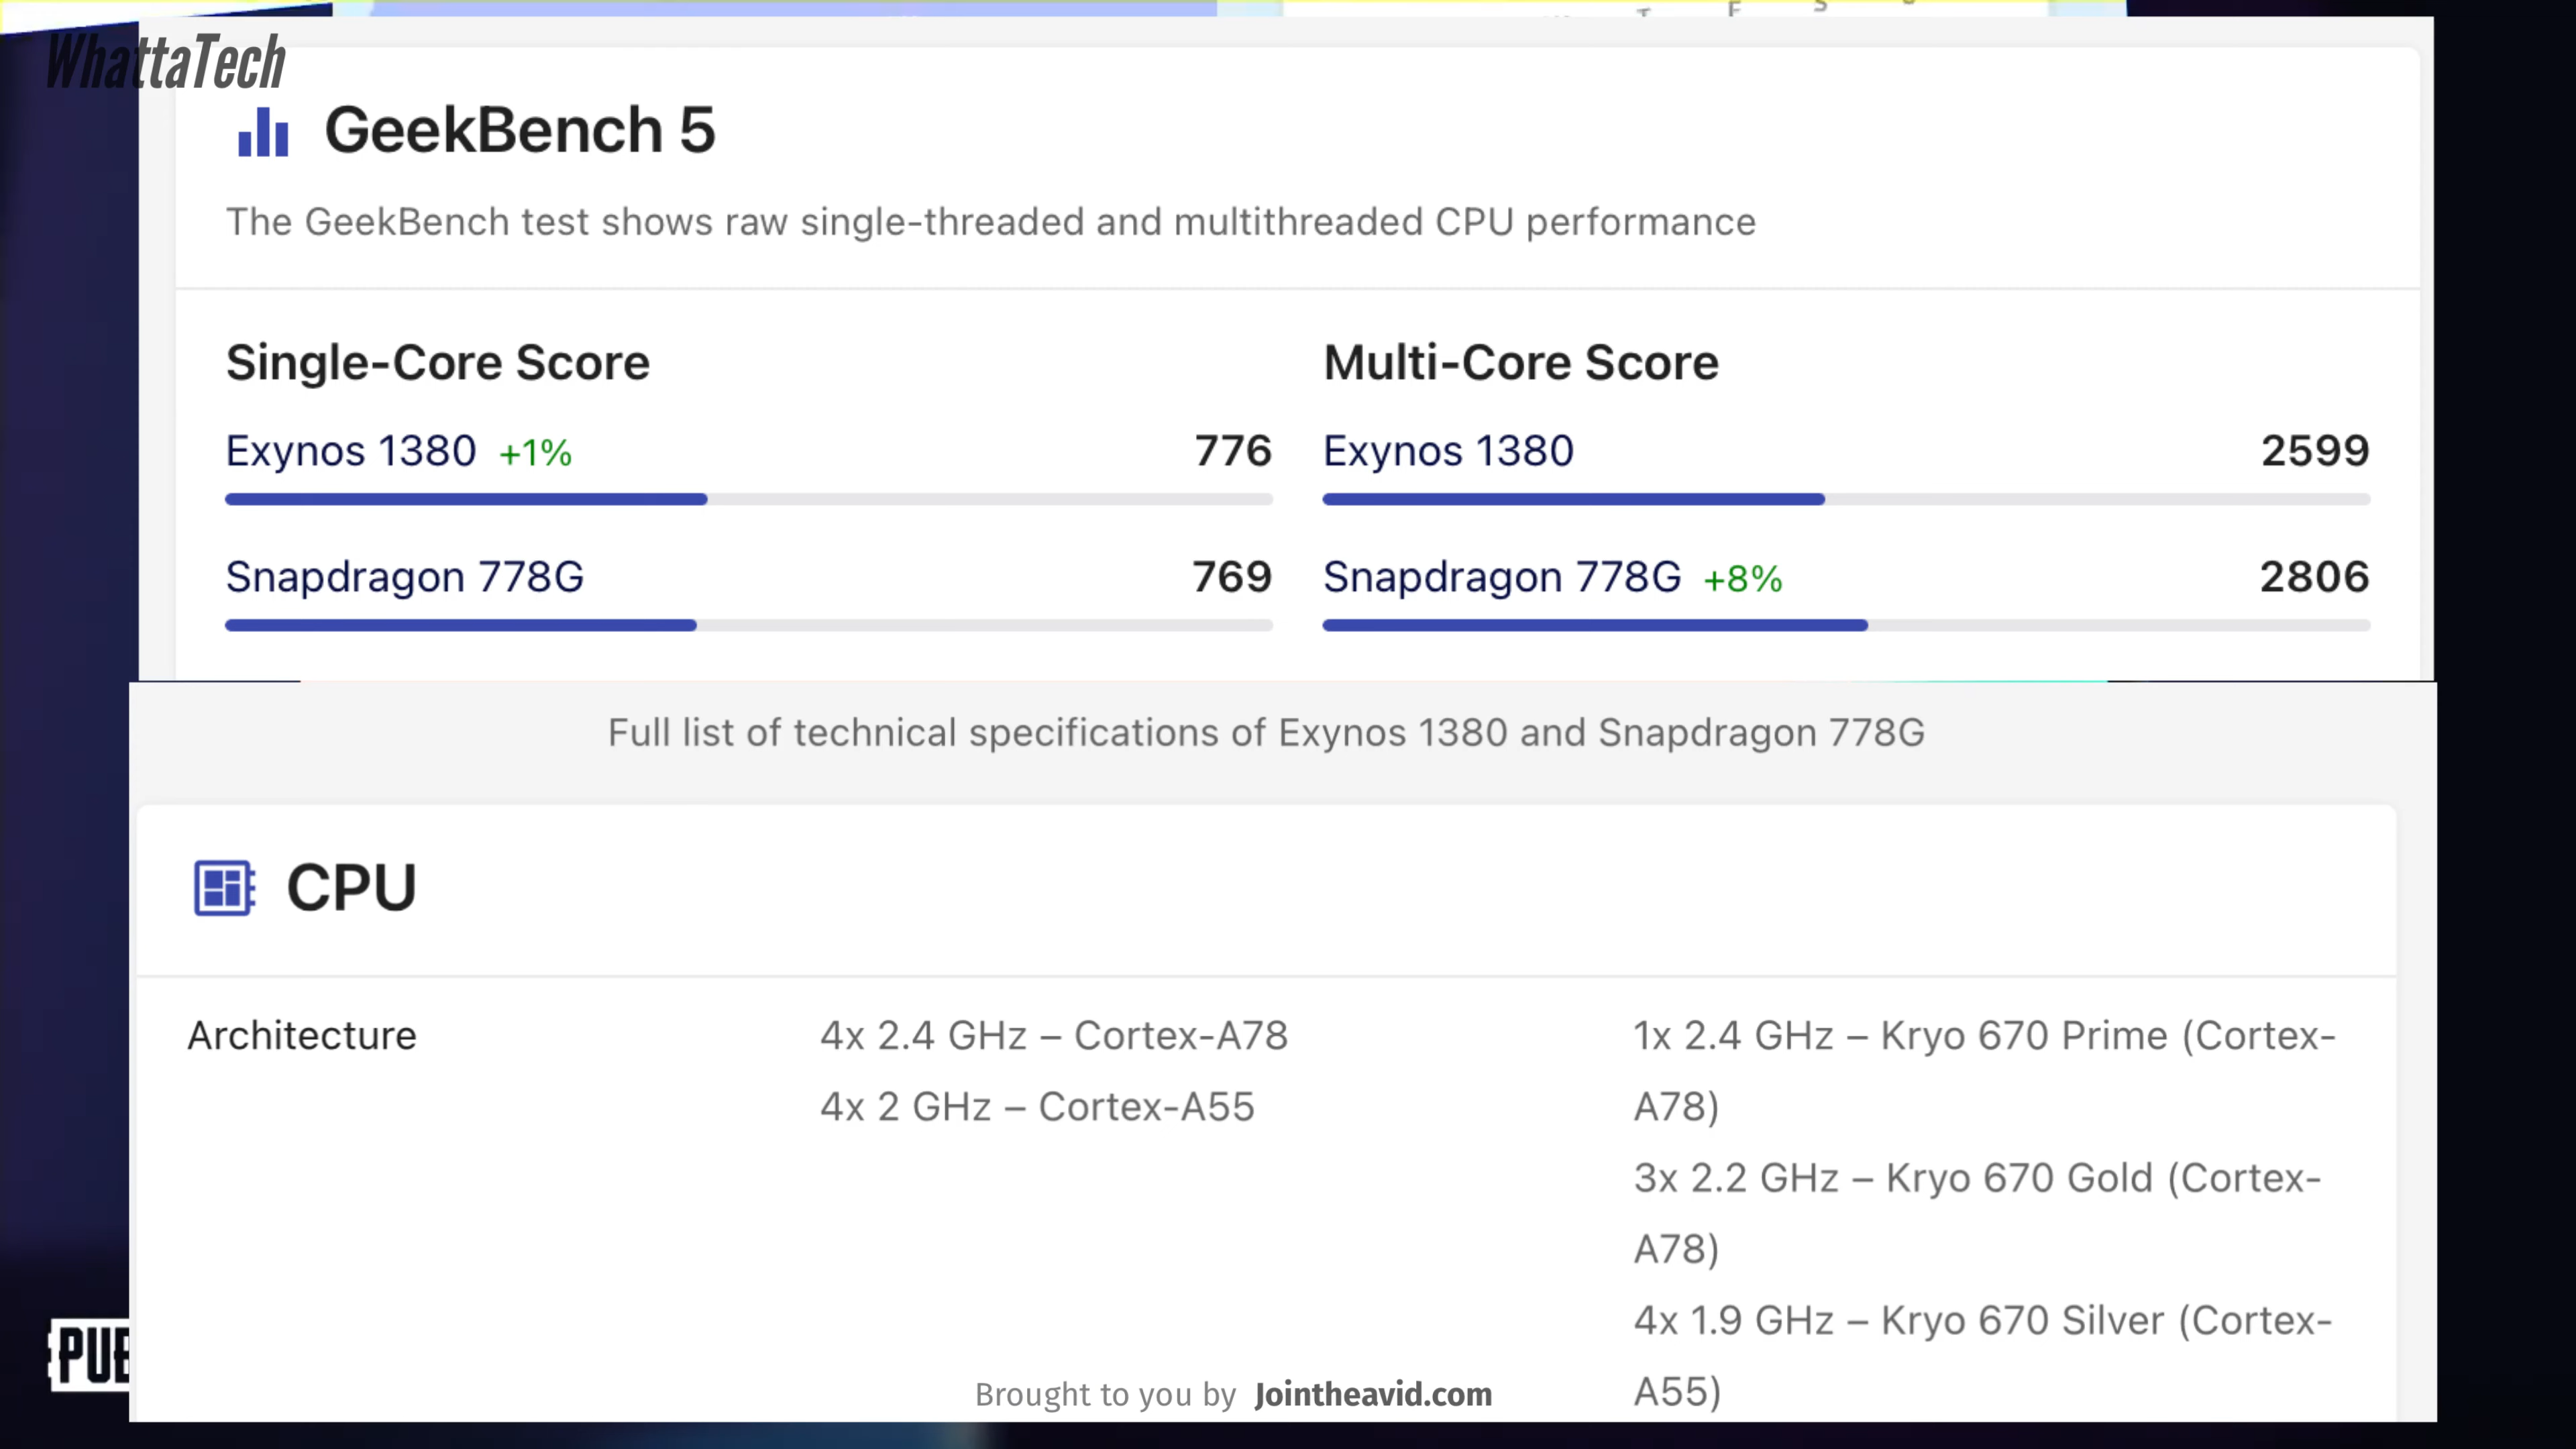 WhattaTech
GeekBench 5
The GeekBench test shows raw single-threaded and multithreaded CPU performance
Single-Core Score
Exynos 1380 +1% 776
Snapdragon 778G 769
Multi-Core Score
Exynos 1380 2599
Snapdragon 778G +8% 2806
Full list of technical specifications of Exynos 1380 and Snapdragon 778G
CPU
Architecture
4x 2.4 GHz – Cortex-A78
4x 2 GHz – Cortex-A55
1x 2.4 GHz – Kryo 670 Prime (Cortex-
A78)
3x 2.2 GHz – Kryo 670 Gold (Cortex-
A78)
4x 1.9 GHz – Kryo 670 Silver (Cortex-
A55)
PUB
Brought to you by Jointheavid.com